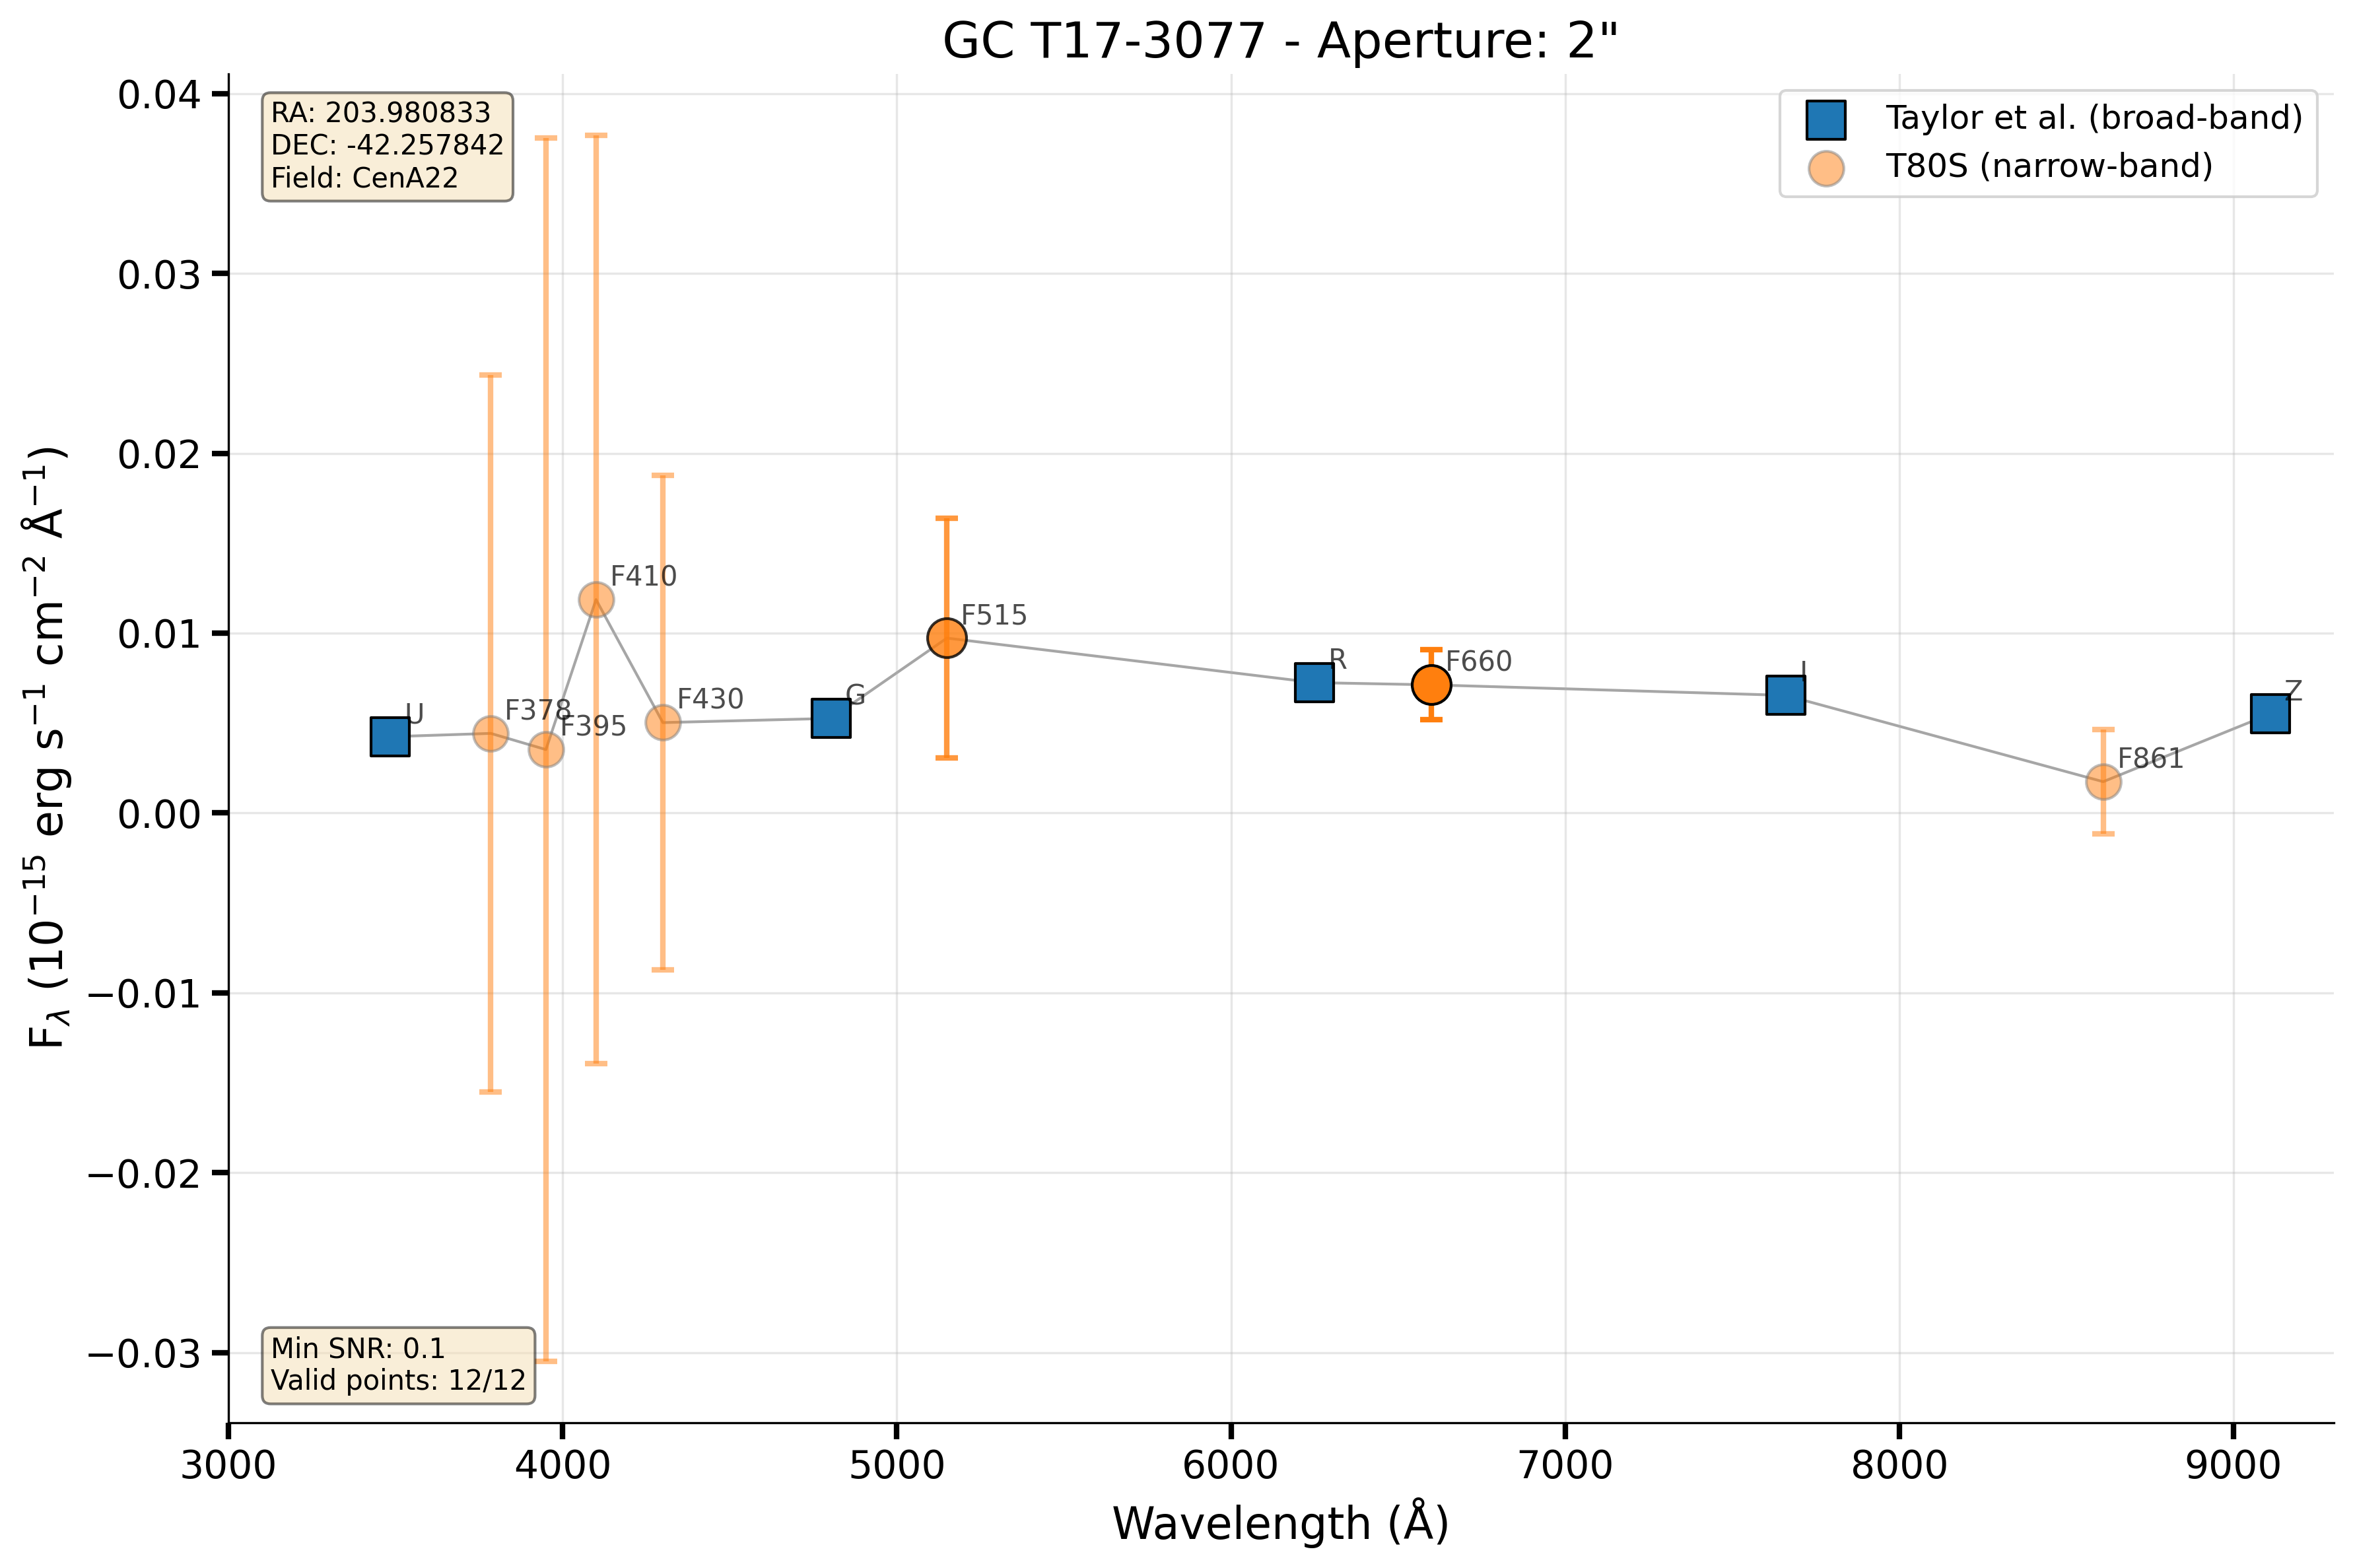 GC T17-3077 - Aperture: 2"
RA: 203.980833
DEC: -42.257842
Field: CenA22
Taylor et al. (broad-band)
T80S (narrow-band)
F_λ (10⁻¹⁵ erg s⁻¹ cm⁻² Å⁻¹)
0.04
0.03
0.02
0.01
0.00
−0.01
−0.02
−0.03
U
F378
F395
F410
F430
G
F515
R
F660
I
F861
Z
Min SNR: 0.1
Valid points: 12/12
3000 4000 5000 6000 7000 8000 9000
Wavelength (Å)